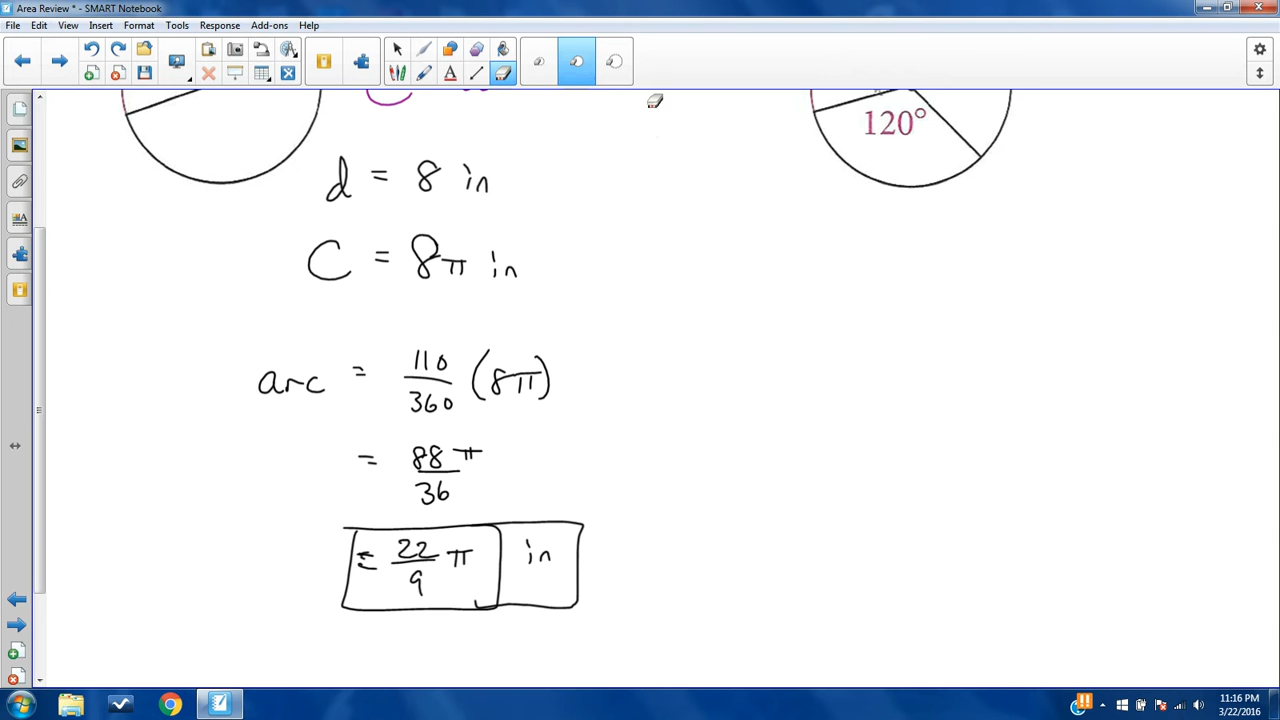 Area Review * - SMART Notebook
File Edit View Insert Format Tools Response Add-ons Help
120°
d = 8 in
C = 8π in
arc = 110/360 (8π)
= 88π/36
= 22/9 π in
11:16 PM
3/22/2016